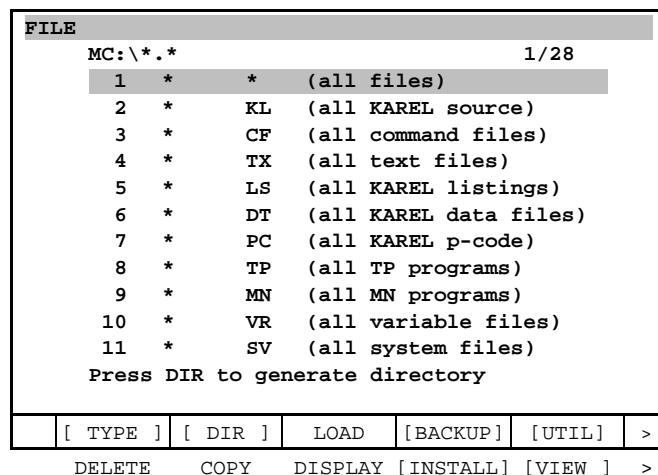 FILE
MC:\*.* 1/28
1 * * (all files)
2 * KL (all KAREL source)
3 * CF (all command files)
4 * TX (all text files)
5 * LS (all KAREL listings)
6 * DT (all KAREL data files)
7 * PC (all KAREL p-code)
8 * TP (all TP programs)
9 * MN (all MN programs)
10 * VR (all variable files)
11 * SV (all system files)
Press DIR to generate directory
[ TYPE ] [ DIR ] LOAD [BACKUP] [UTIL] >
DELETE COPY DISPLAY [INSTALL] [VIEW ] >